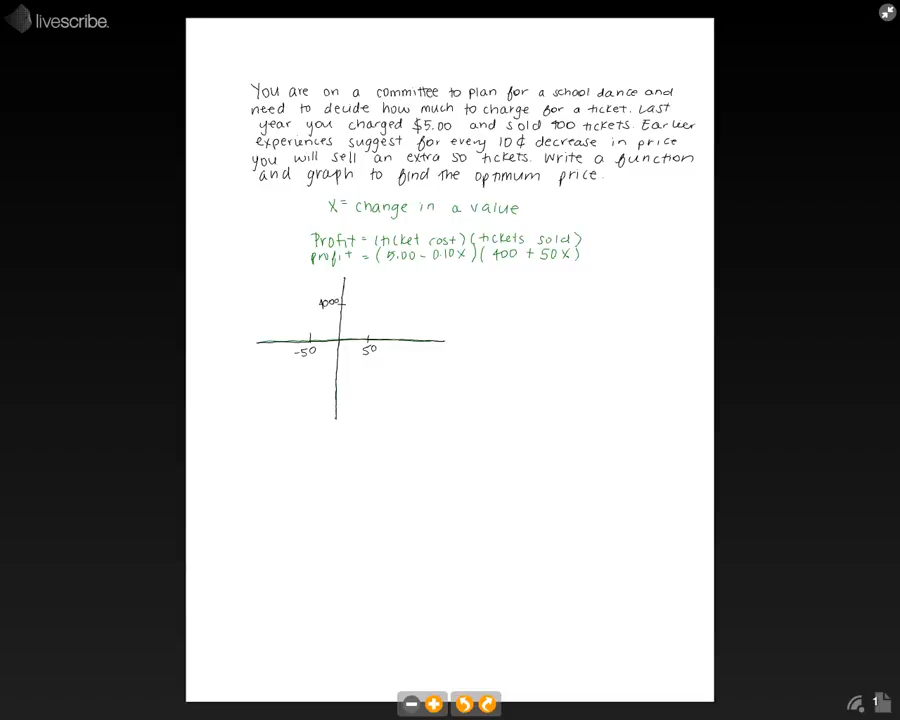 livescribe.
You are on a committee to plan for a school dance and
need to decide how much to charge for a ticket. Last
year you charged $5.00 and sold 400 tickets. Earlier
experiences suggest for every 10¢ decrease in price
you will sell an extra 50 tickets. Write a function
and graph to find the optimum price.
X = change in a value
Profit = (ticket cost)(tickets sold)
profit = (5.00 - 0.10X)(400 + 50X)
4000
-50 50
1